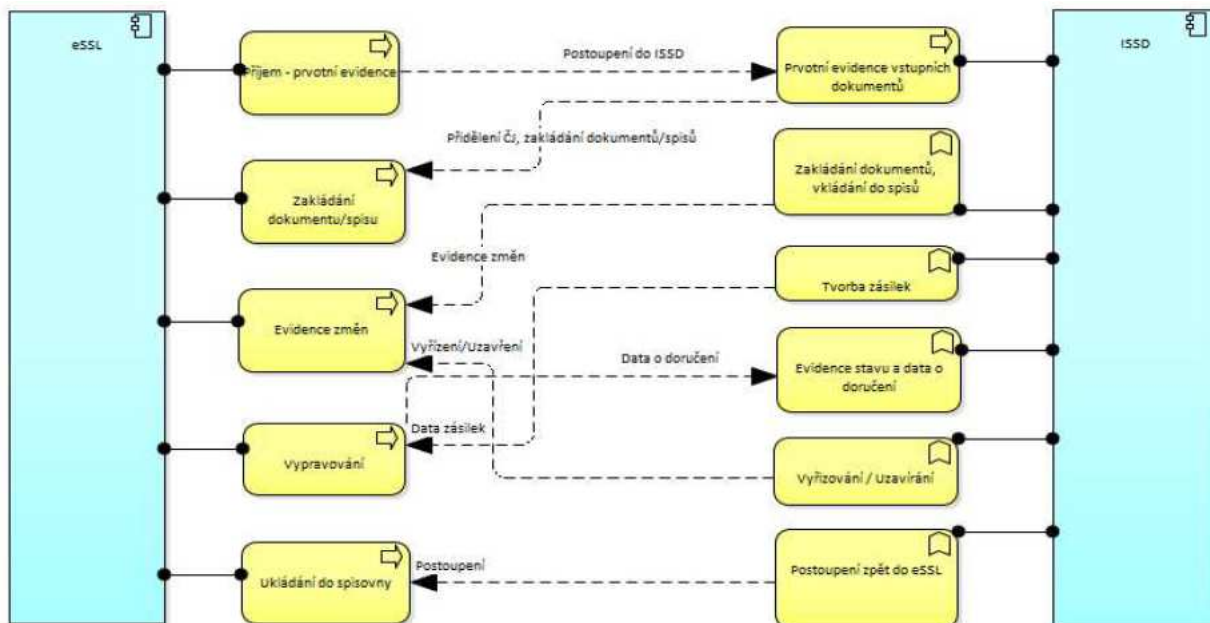 eSSL
ISSD
Příjem - prvotní evidence
Postoupení do ISSD
Prvotní evidence vstupních
dokumentů
Přidělení ČJ, zakládání dokumentů/spisů
Zakládání
dokumentu/spisu
Zakládání dokumentů,
vkládání do spisů
Evidence změn
Tvorba zásilek
Evidence změn
Vyřízení/Uzavření
Data o doručení
Evidence stavu a data o
doručení
Data zásilek
Vypravování
Vyřizování / Uzavírání
Ukládání do spisovny
Postoupení
Postoupení zpět do eSSL